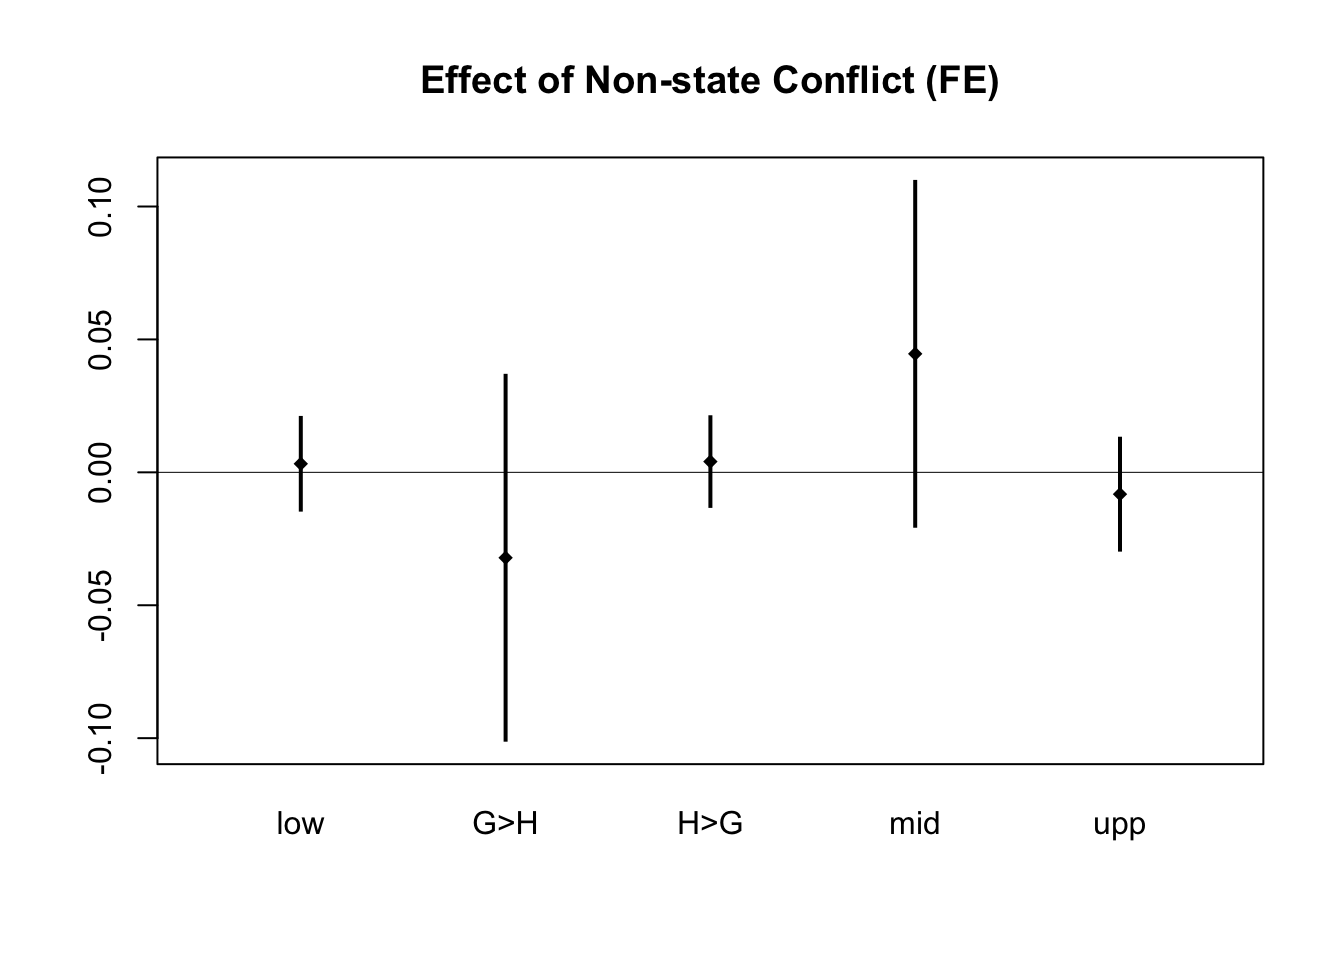 Effect of Non-state Conflict (FE)
0.10
0.05
0.00
-0.05
-0.10
low G>H H>G mid upp